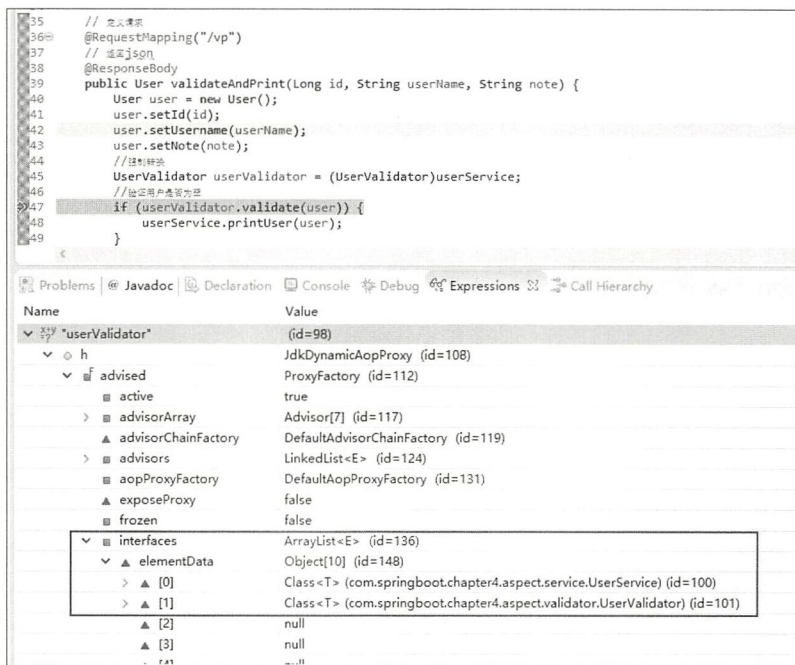 35 // 定义请求
36 @RequestMapping("/vp")
37 // 返回json
38 @ResponseBody
39 public User validateAndPrint(Long id, String userName, String note) {
40 User user = new User();
41 user.setId(id);
42 user.setUsername(userName);
43 user.setNote(note);
44 //强制转换
45 UserValidator userValidator = (UserValidator)userService;
46 //验证用户是否为空
47 if (userValidator.validate(user)) {
48 userService.printUser(user);
49 }
Problems @ Javadoc Declaration Console Debug Expressions Call Hierarchy
Name Value
"userValidator" (id=98)
h JdkDynamicAopProxy (id=108)
advised ProxyFactory (id=112)
active true
advisorArray Advisor[7] (id=117)
advisorChainFactory DefaultAdvisorChainFactory (id=119)
advisors LinkedList<E> (id=124)
aopProxyFactory DefaultAopProxyFactory (id=131)
exposeProxy false
frozen false
interfaces ArrayList<E> (id=136)
elementData Object[10] (id=148)
[0] Class<T> (com.springboot.chapter4.aspect.service.UserService) (id=100)
[1] Class<T> (com.springboot.chapter4.aspect.validator.UserValidator) (id=101)
[2] null
[3] null